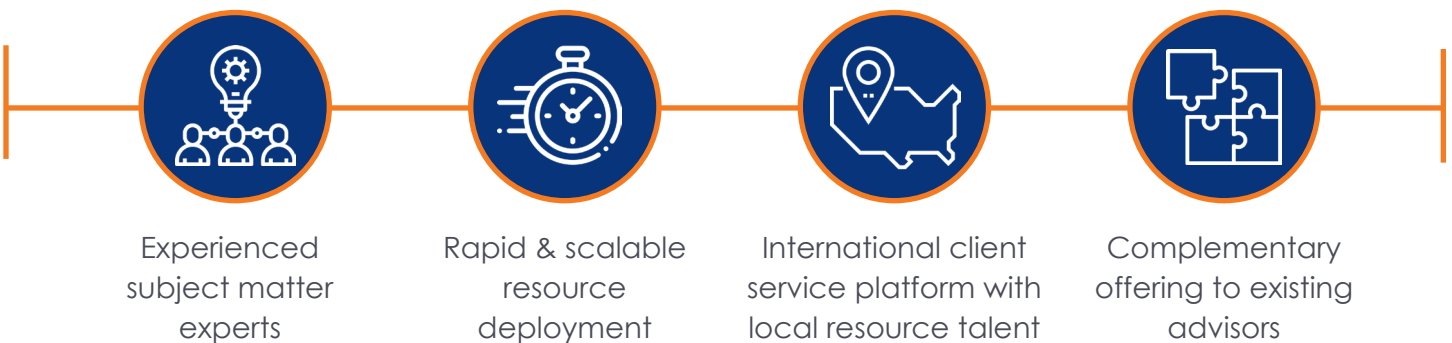 Experienced
subject matter
experts
Rapid & scalable
resource
deployment
International client
service platform with
local resource talent
Complementary
offering to existing
advisors